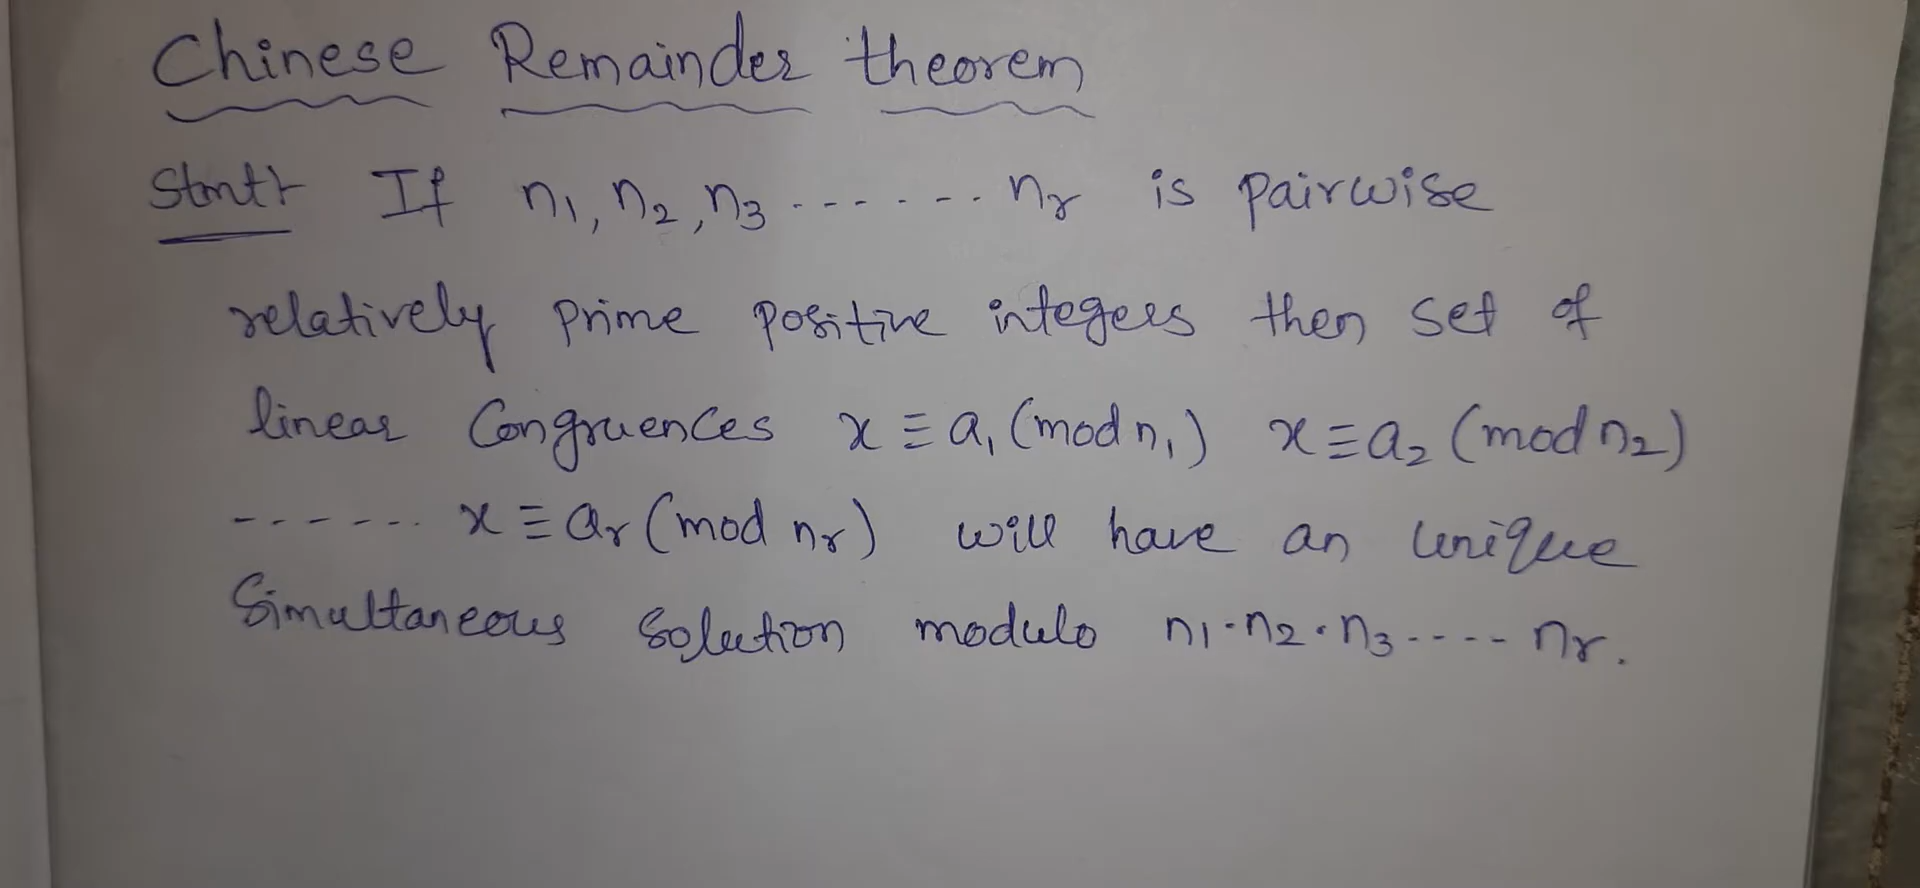 Chinese Remainder theorem
Stmt:- If n₁, n₂, n₃ ------- nᵣ is pairwise
relatively prime positive integers then set of
linear Congruences x ≡ a₁ (mod n₁) x ≡ a₂ (mod n₂)
------ x ≡ aᵣ (mod nᵣ) will have an unique
Simultaneous Solution modulo n₁·n₂·n₃---- nᵣ.